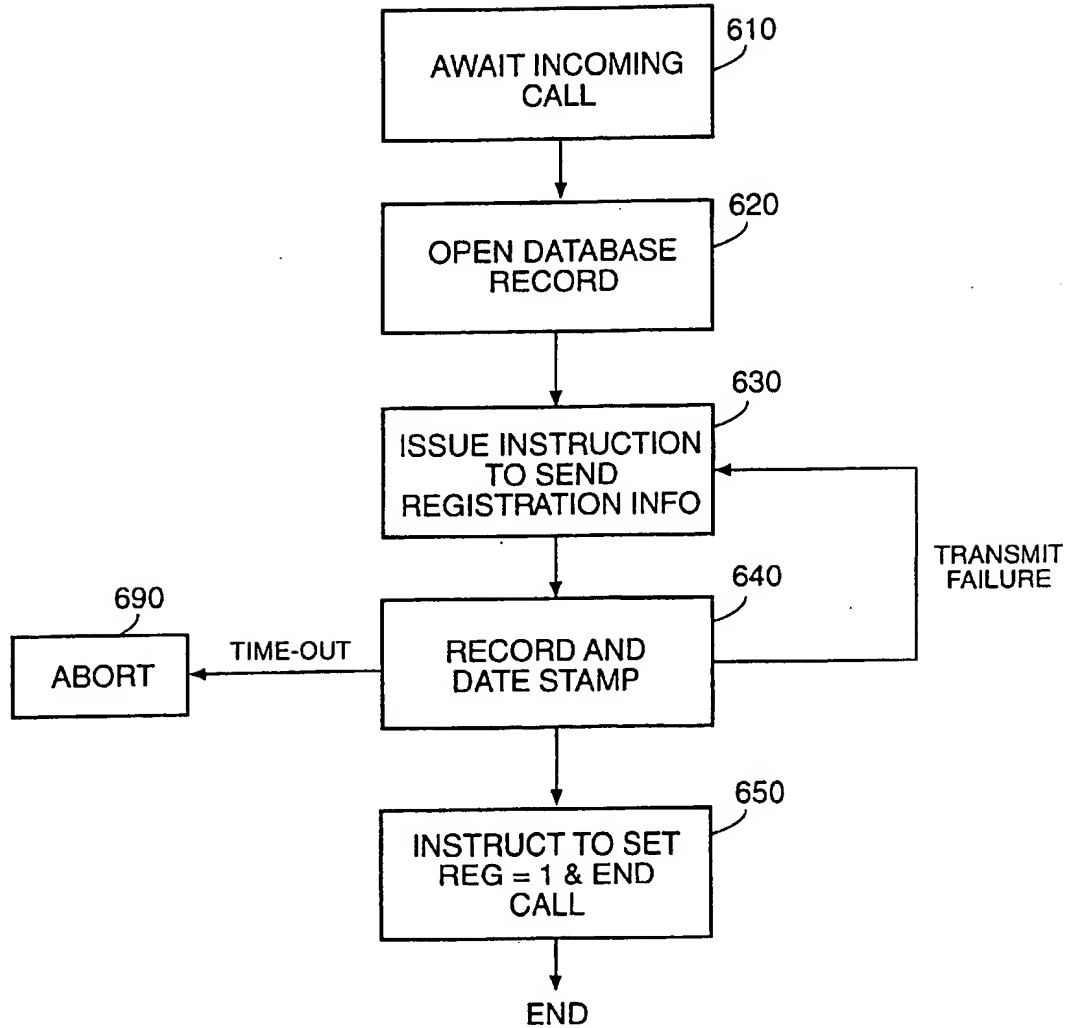 610
AWAIT INCOMING
CALL
620
OPEN DATABASE
RECORD
630
ISSUE INSTRUCTION
TO SEND
REGISTRATION INFO
TRANSMIT
FAILURE
640
690
TIME-OUT
ABORT
RECORD AND
DATE STAMP
650
INSTRUCT TO SET
REG = 1 & END
CALL
END